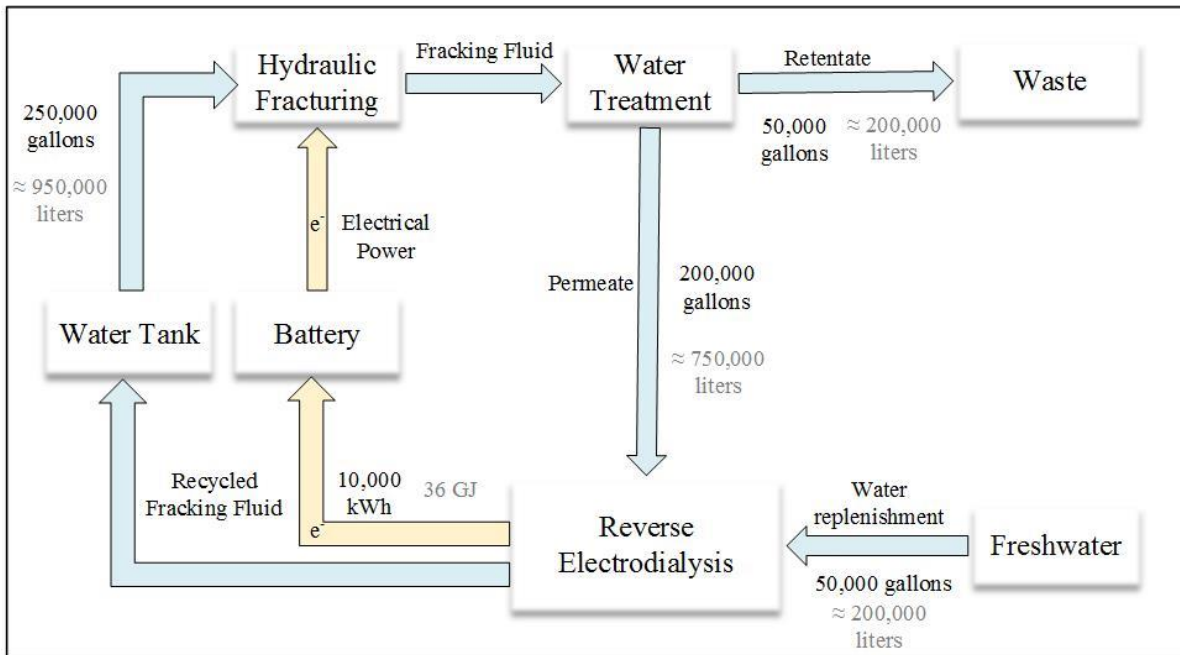 Hydraulic
Fracturing
Fracking Fluid
Water
Treatment
Retentate
Waste
50,000
gallons
≈ 200,000
liters
250,000
gallons
≈ 950,000
liters
e-
Electrical
Power
Permeate
200,000
gallons
≈ 750,000
liters
Water Tank
Battery
Recycled
Fracking Fluid
10,000
kWh
36 GJ
e-
Reverse
Electrodialysis
Water
replenishment
Freshwater
50,000 gallons
≈ 200,000
liters